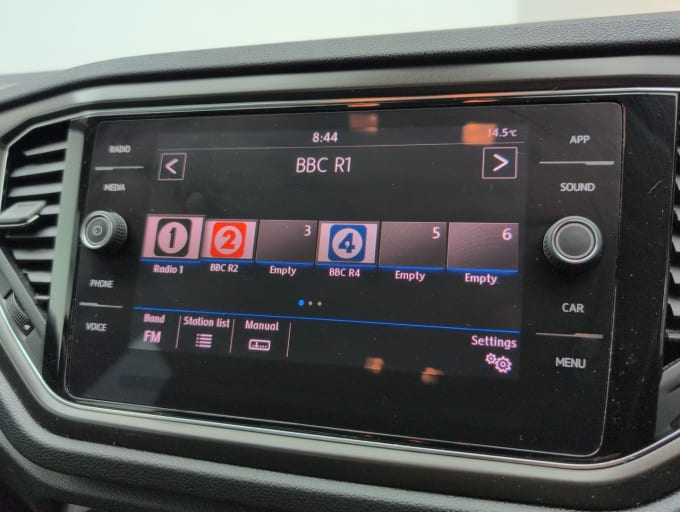 8:44
14.5°C
RADIO
APP
<
BBC R1
>
MEDIA
SOUND
1
2
3
4
5
6
Radio 1
BBC R2
Empty
BBC R4
Empty
Empty
PHONE
CAR
VOICE
MENU
Band
FM
Station list
Manual
Settings